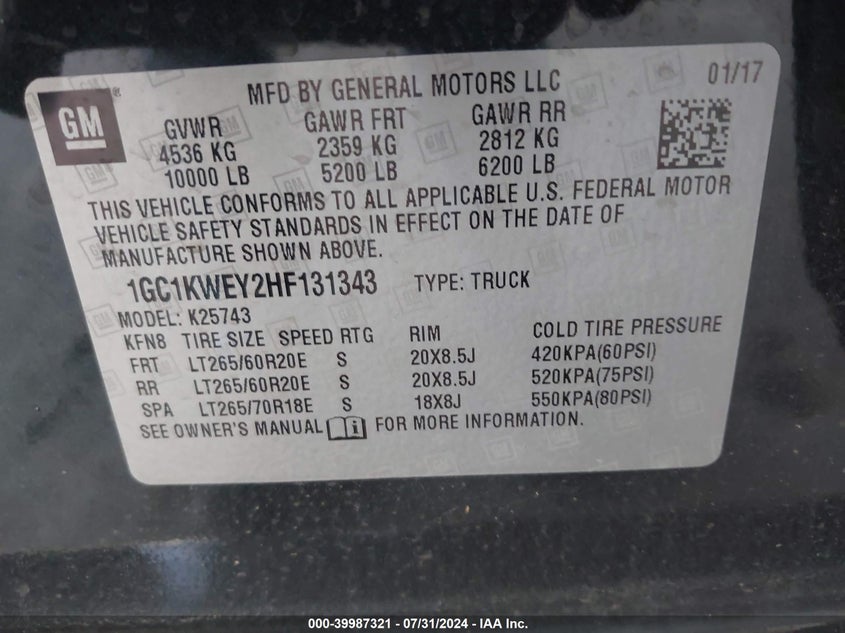 GM
MFD BY GENERAL MOTORS LLC 01/17
GVWR GAWR FRT GAWR RR
4536 KG 2359 KG 2812 KG
10000 LB 5200 LB 6200 LB
THIS VEHICLE CONFORMS TO ALL APPLICABLE U.S. FEDERAL MOTOR
VEHICLE SAFETY STANDARDS IN EFFECT ON THE DATE OF
MANUFACTURE SHOWN ABOVE.
1GC1KWEY2HF131343 TYPE: TRUCK
MODEL: K25743
KFN8 TIRE SIZE SPEED RTG RIM COLD TIRE PRESSURE
FRT LT265/60R20E S 20X8.5J 420KPA(60PSI)
RR LT265/60R20E S 20X8.5J 520KPA(75PSI)
SPA LT265/70R18E S 18X8J 550KPA(80PSI)
SEE OWNER'S MANUAL FOR MORE INFORMATION.
000-39987321 - 07/31/2024 - IAA Inc.